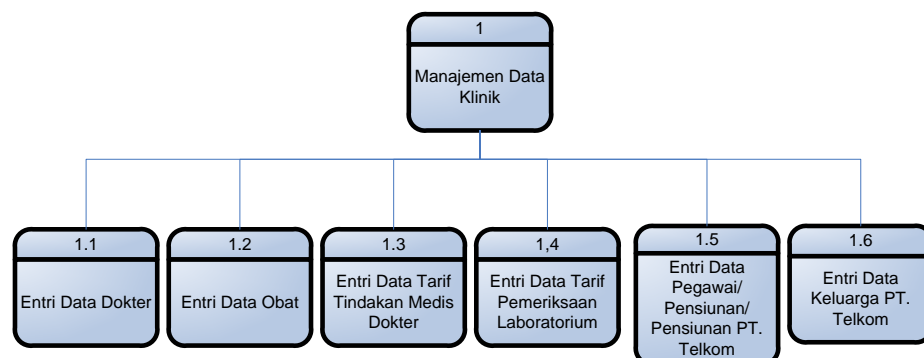 1
Manajemen Data
Klinik
1.1
Entri Data Dokter
1.2
Entri Data Obat
1.3
Entri Data Tarif
Tindakan Medis
Dokter
1,4
Entri Data Tarif
Pemeriksaan
Laboratorium
1.5
Entri Data
Pegawai/
Pensiunan/
Pensiunan PT.
Telkom
1.6
Entri Data
Keluarga PT.
Telkom